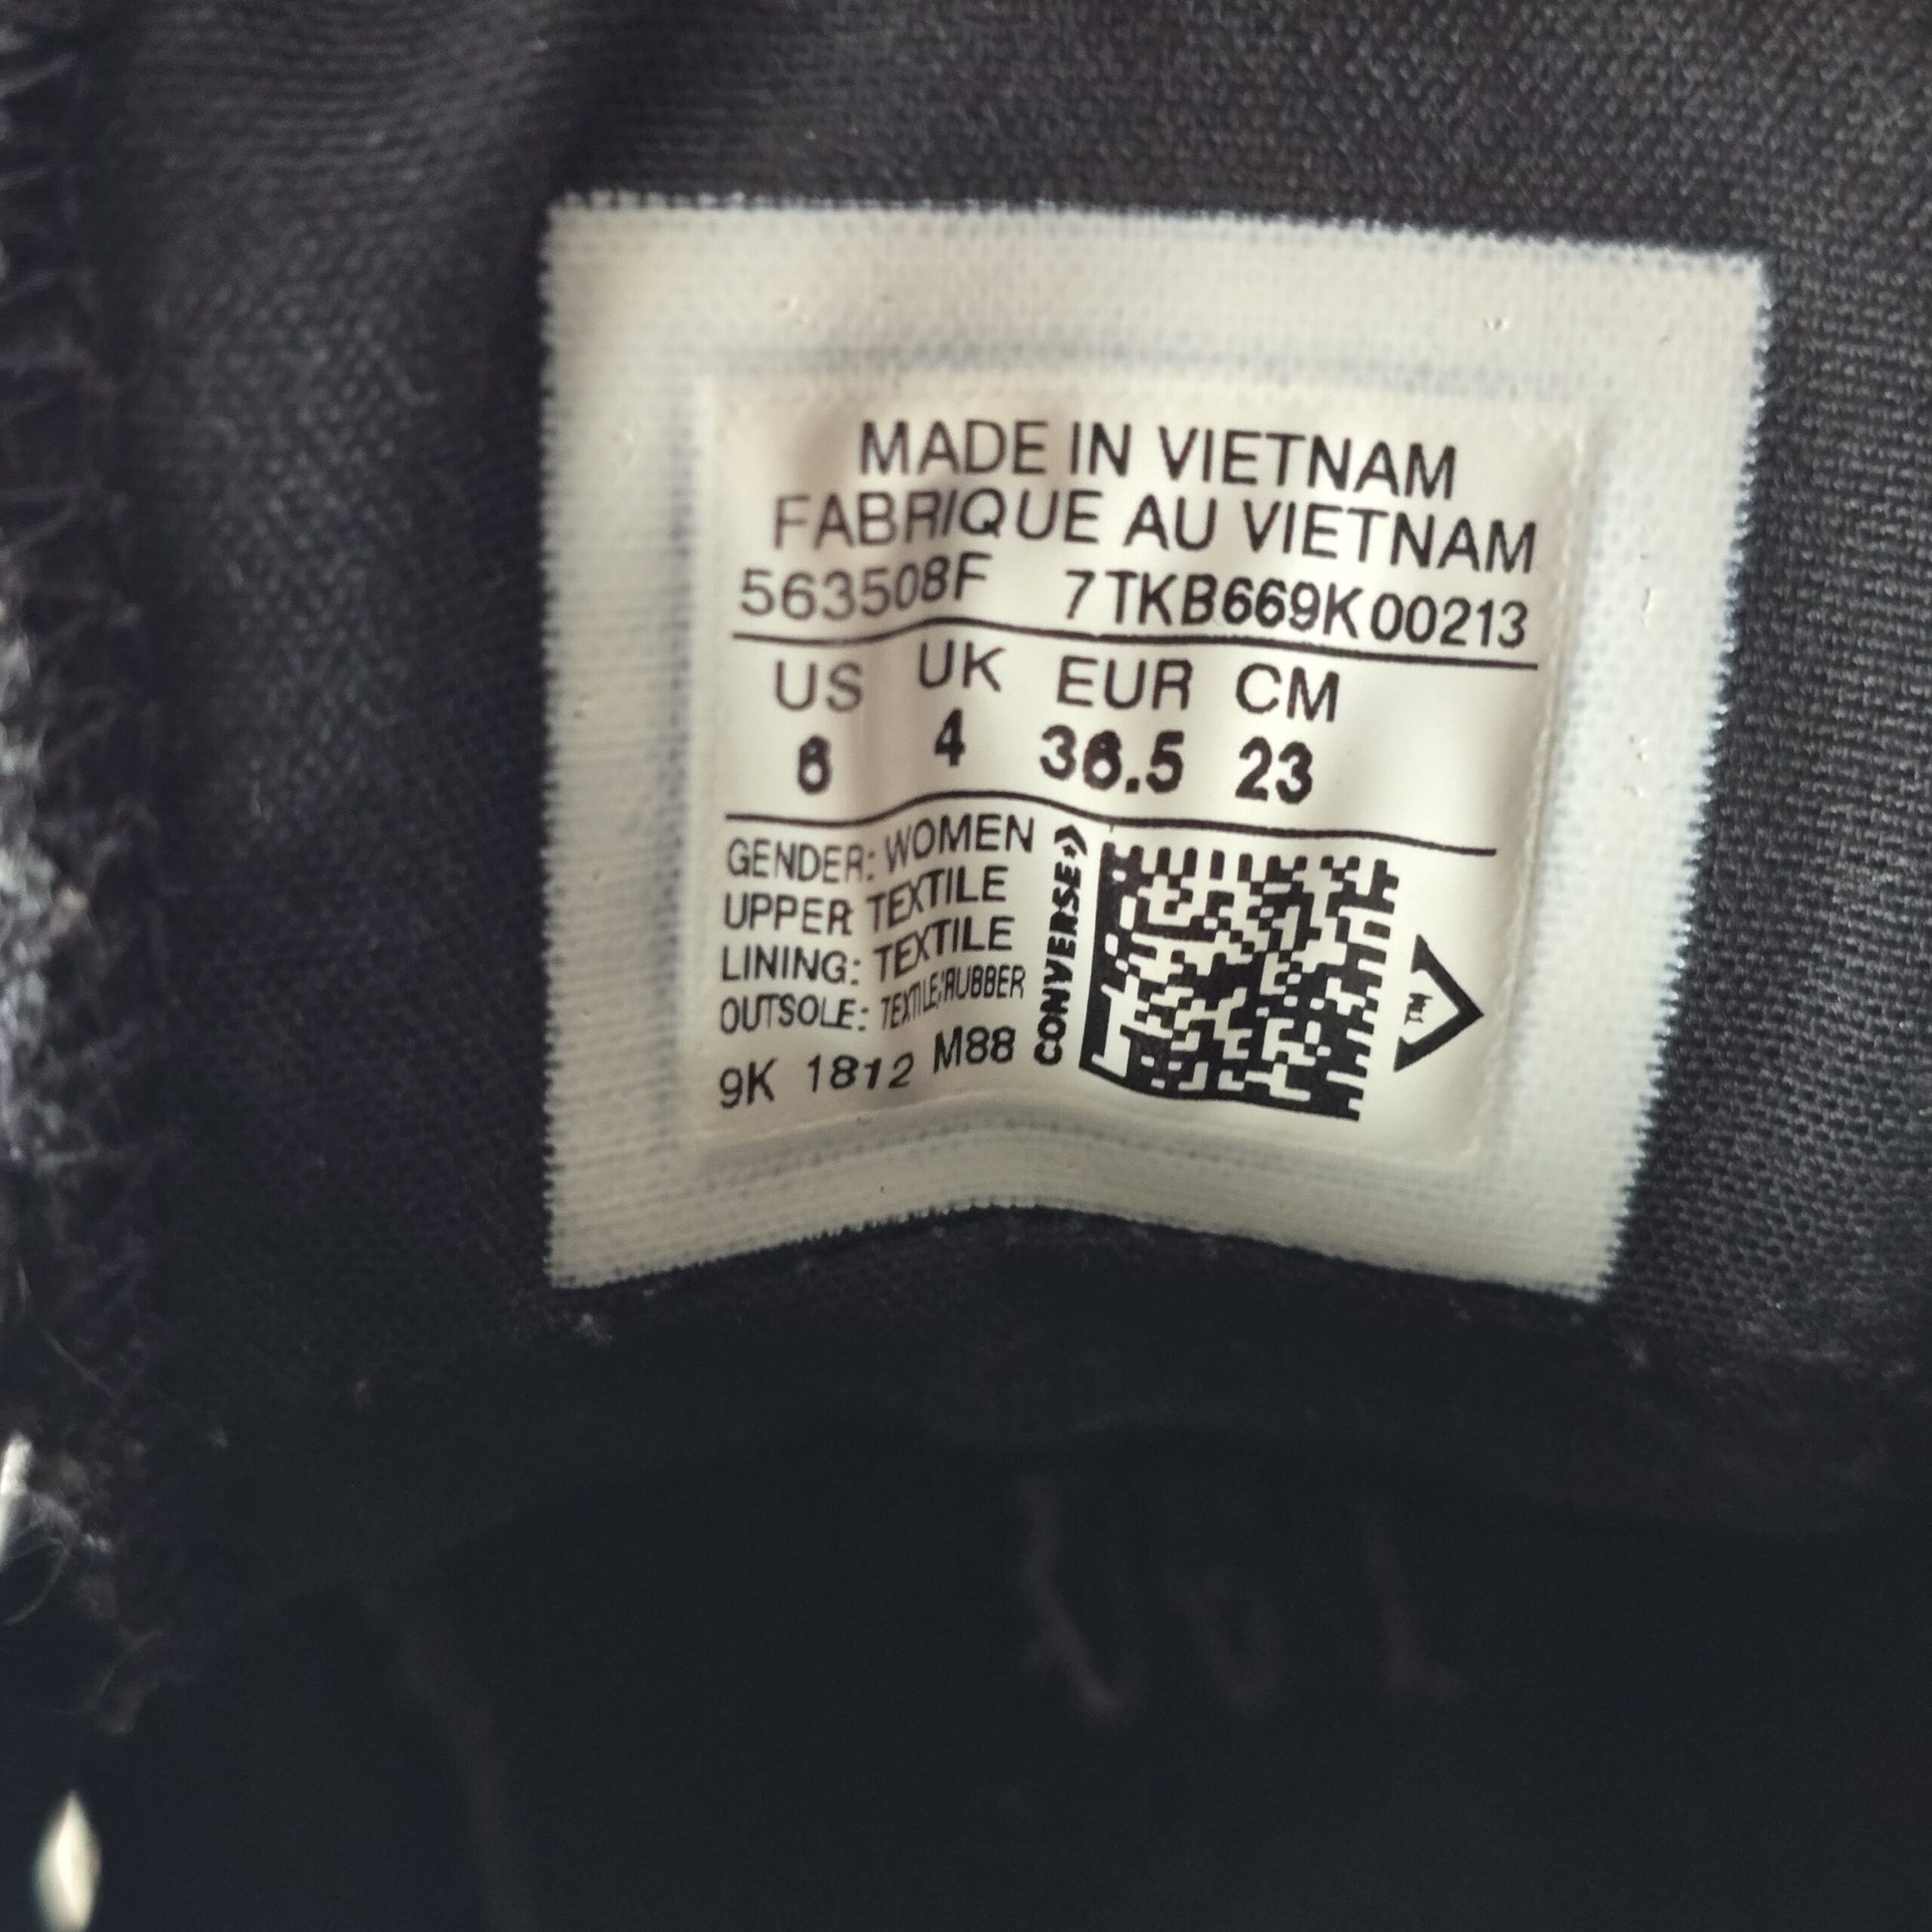 MADE IN VIETNAM
FABRIQUE AU VIETNAM
563508F 7TKB669K00213
US UK EUR CM
6 4 36.5 23
GENDER: WOMEN
UPPER: TEXTILE
LINING: TEXTILE
OUTSOLE: TEXTILE/RUBBER
9K 1812 M88
CONVERSE